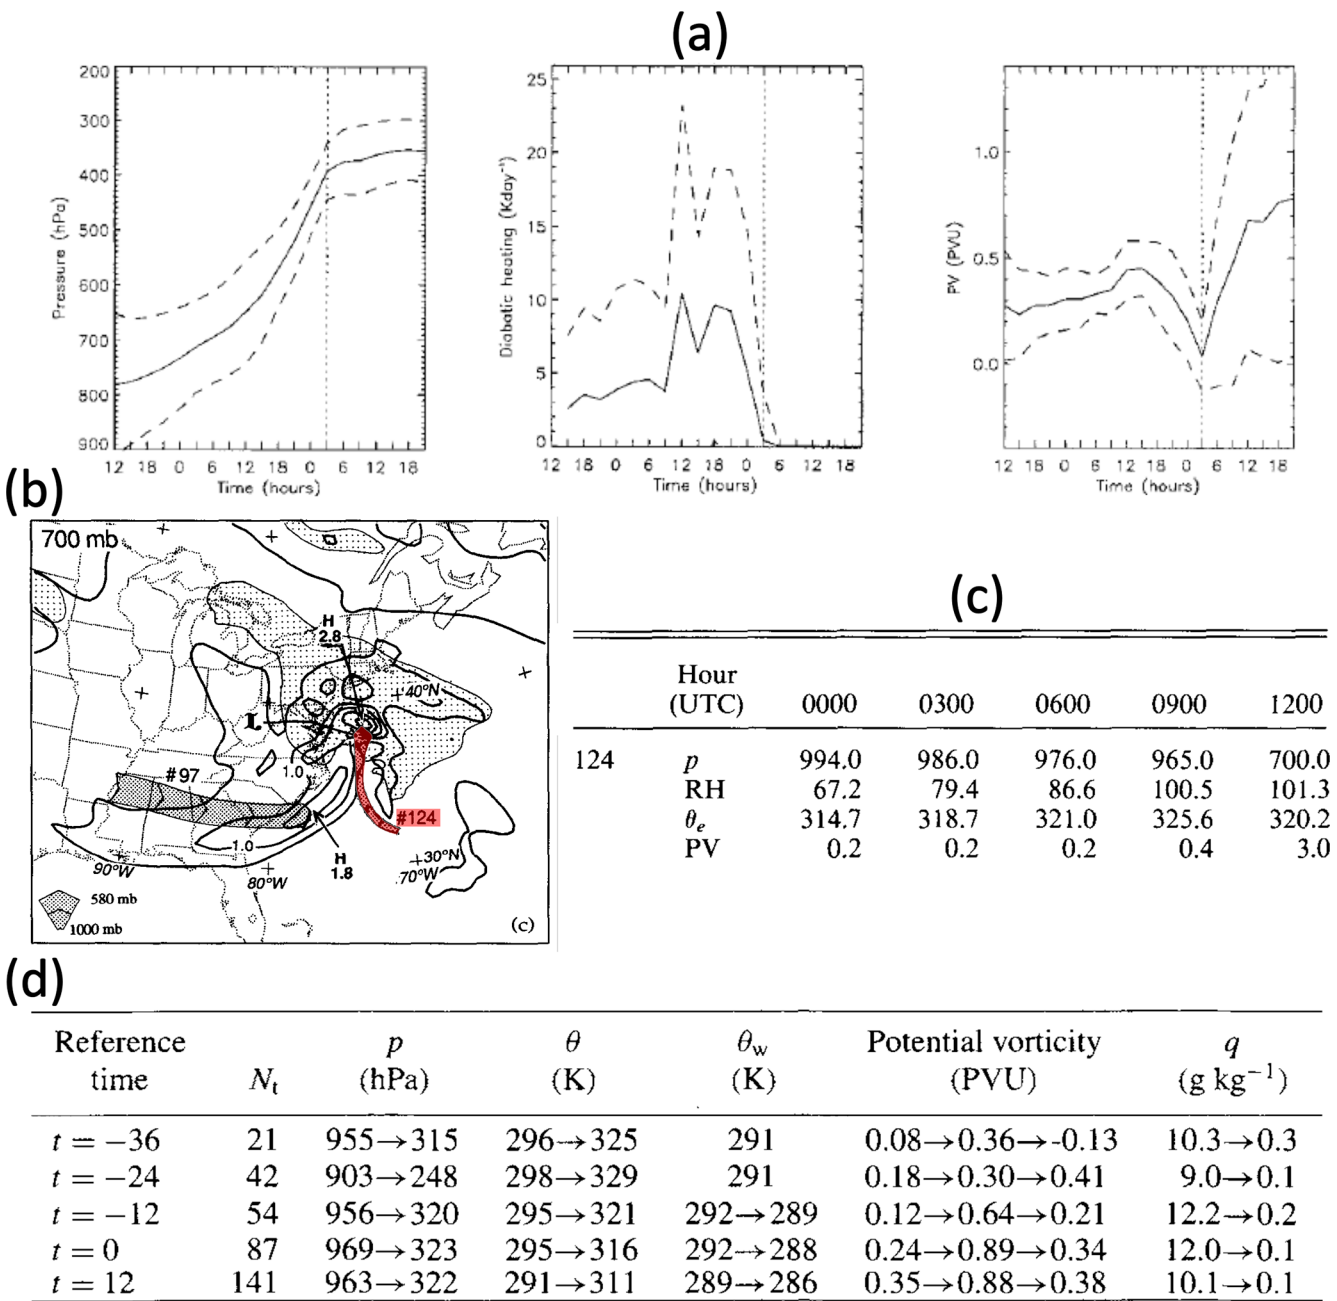 (a)
200
300
400
500
600
700
800
900
Pressure (hPa)
12 18 0 6 12 18 0 6 12 18
Time (hours)
25
20
15
10
5
0
Diabatic heating (Kday⁻¹)
12 18 0 6 12 18 0 6 12 18
Time (hours)
1.0
0.5
0.0
PV (PVU)
12 18 0 6 12 18 0 6 12 18
Time (hours)
(b)
700 mb
H
2.8
40°N
L
1.0
#97
#124
1.0
H
1.8
30°N
70°W
90°W
80°W
580 mb
1000 mb
(c)
(c)
Hour
(UTC) 0000 0300 0600 0900 1200
124 p 994.0 986.0 976.0 965.0 700.0
RH 67.2 79.4 86.6 100.5 101.3
θe 314.7 318.7 321.0 325.6 320.2
PV 0.2 0.2 0.2 0.4 3.0
(d)
Reference p θ θw Potential vorticity q
time Nt (hPa) (K) (K) (PVU) (g kg⁻¹)
t = −36 21 955→315 296→325 291 0.08→0.36→-0.13 10.3→0.3
t = −24 42 903→248 298→329 291 0.18→0.30→0.41 9.0→0.1
t = −12 54 956→320 295→321 292→289 0.12→0.64→0.21 12.2→0.2
t = 0 87 969→323 295→316 292→288 0.24→0.89→0.34 12.0→0.1
t = 12 141 963→322 291→311 289→286 0.35→0.88→0.38 10.1→0.1